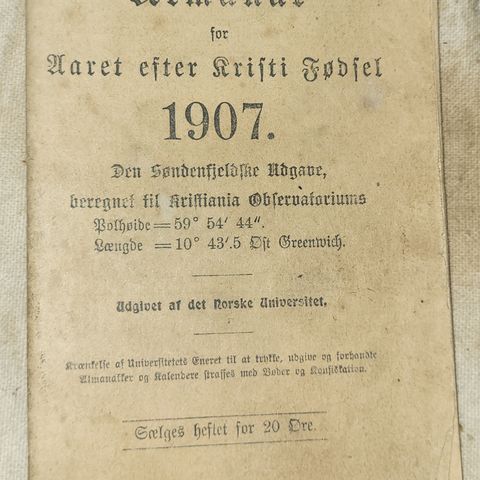 for
Aaret efter Kristi Fødsel
1907.
Den Søndenfjeldske Udgave,
beregnet til Kristiania Observatoriums
Polhøide = 59° 54' 44".
Længde = 10° 43'.5 Øst Greenwich.
Udgivet af det Norske Universitet.
Krænkelse af Universitetets Eneret til at trykke, udgive og forhandle
Almanakker og Kalendere straffes med Bøder og Konfiskation.
Sælges heftet for 20 Øre.